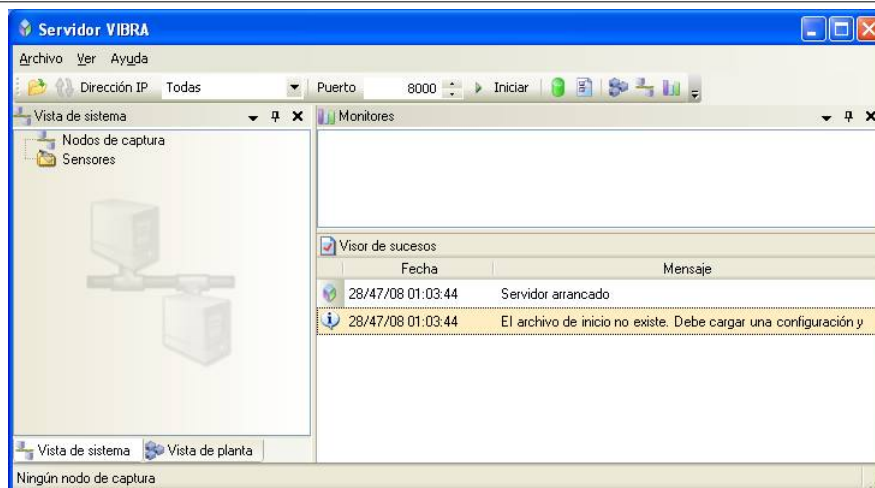 Servidor VIBRA
Archivo Ver Ayuda
Dirección IP Todas Puerto 8000 Iniciar
Vista de sistema
Nodos de captura
Sensores
Monitores
Visor de sucesos
Fecha Mensaje
28/47/08 01:03:44 Servidor arrancado
28/47/08 01:03:44 El archivo de inicio no existe. Debe cargar una configuración y
Vista de sistema Vista de planta
Ningún nodo de captura